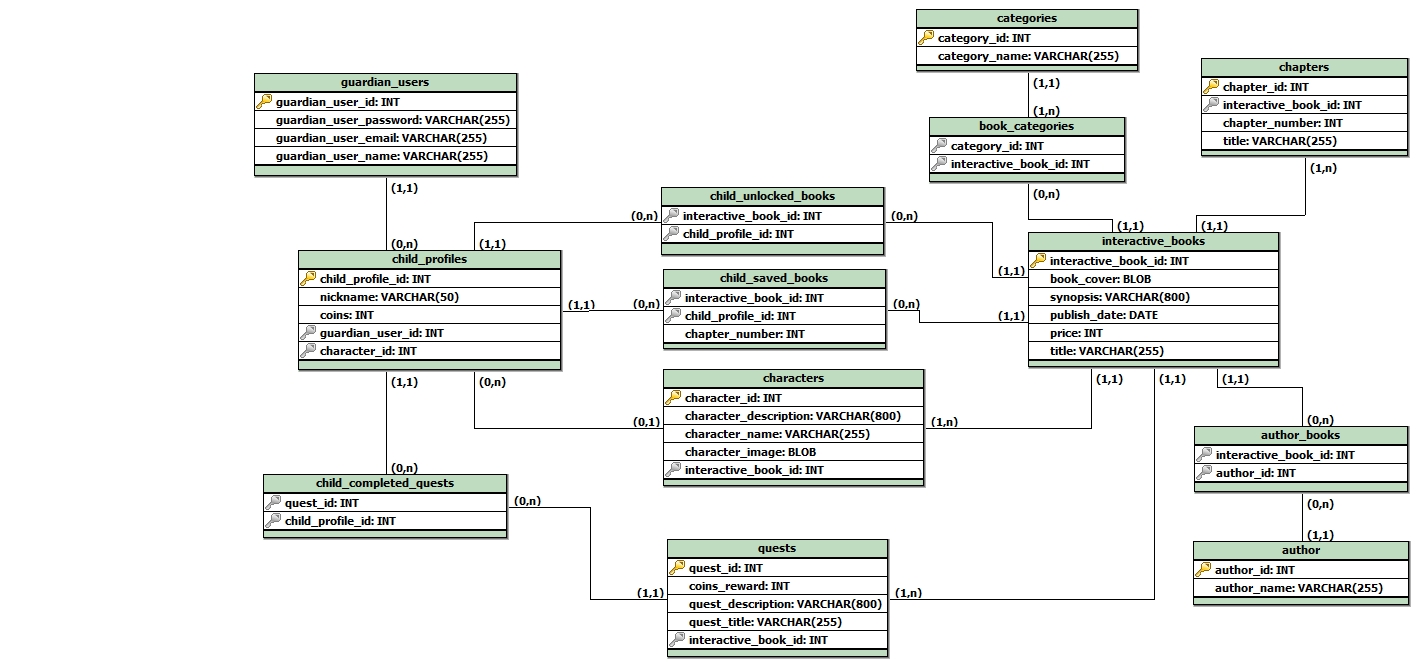 categories
category_id: INT
category_name: VARCHAR(255)
(1,1)
(1,n)
chapters
chapter_id: INT
interactive_book_id: INT
chapter_number: INT
title: VARCHAR(255)
(1,n)
(1,1)
guardian_users
guardian_user_id: INT
guardian_user_password: VARCHAR(255)
guardian_user_email: VARCHAR(255)
guardian_user_name: VARCHAR(255)
(1,1)
(0,n)
book_categories
category_id: INT
interactive_book_id: INT
(0,n)
(1,1)
child_unlocked_books
interactive_book_id: INT
child_profile_id: INT
(0,n)
(0,n)
(1,1)
(1,1)
child_profiles
child_profile_id: INT
nickname: VARCHAR(50)
coins: INT
guardian_user_id: INT
character_id: INT
(1,1)
(0,n)
(1,1)
(0,n)
child_saved_books
interactive_book_id: INT
child_profile_id: INT
chapter_number: INT
(0,n)
(1,1)
interactive_books
interactive_book_id: INT
book_cover: BLOB
synopsis: VARCHAR(800)
publish_date: DATE
price: INT
title: VARCHAR(255)
(1,1)
(1,1)
(1,1)
characters
character_id: INT
character_description: VARCHAR(800)
character_name: VARCHAR(255)
character_image: BLOB
interactive_book_id: INT
(0,1)
(1,n)
(0,n)
author_books
interactive_book_id: INT
author_id: INT
(0,n)
(1,1)
(0,n)
child_completed_quests
quest_id: INT
child_profile_id: INT
(0,n)
(1,1)
quests
quest_id: INT
coins_reward: INT
quest_description: VARCHAR(800)
quest_title: VARCHAR(255)
interactive_book_id: INT
(1,n)
author
author_id: INT
author_name: VARCHAR(255)